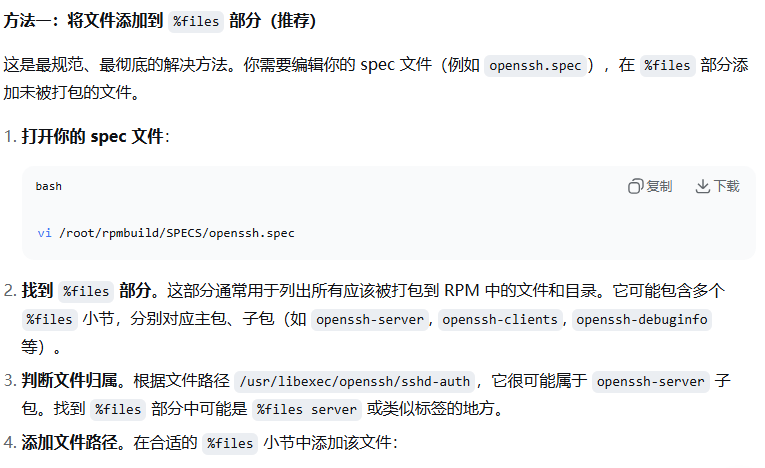 方法一：将文件添加到 %files 部分（推荐）
这是最规范、最彻底的解决方法。你需要编辑你的 spec 文件（例如 openssh.spec），在 %files 部分添
加未被打包的文件。
1. 打开你的 spec 文件：
bash 复制 下载
vi /root/rpmbuild/SPECS/openssh.spec
2. 找到 %files 部分。这部分通常用于列出所有应该被打包到 RPM 中的文件和目录。它可能包含多个
%files 小节，分别对应主包、子包（如 openssh-server, openssh-clients, openssh-debuginfo
等）。
3. 判断文件归属。根据文件路径 /usr/libexec/openssh/sshd-auth，它很可能属于 openssh-server 子
包。找到 %files 部分中可能是 %files server 或类似标签的地方。
4. 添加文件路径。在合适的 %files 小节中添加该文件：